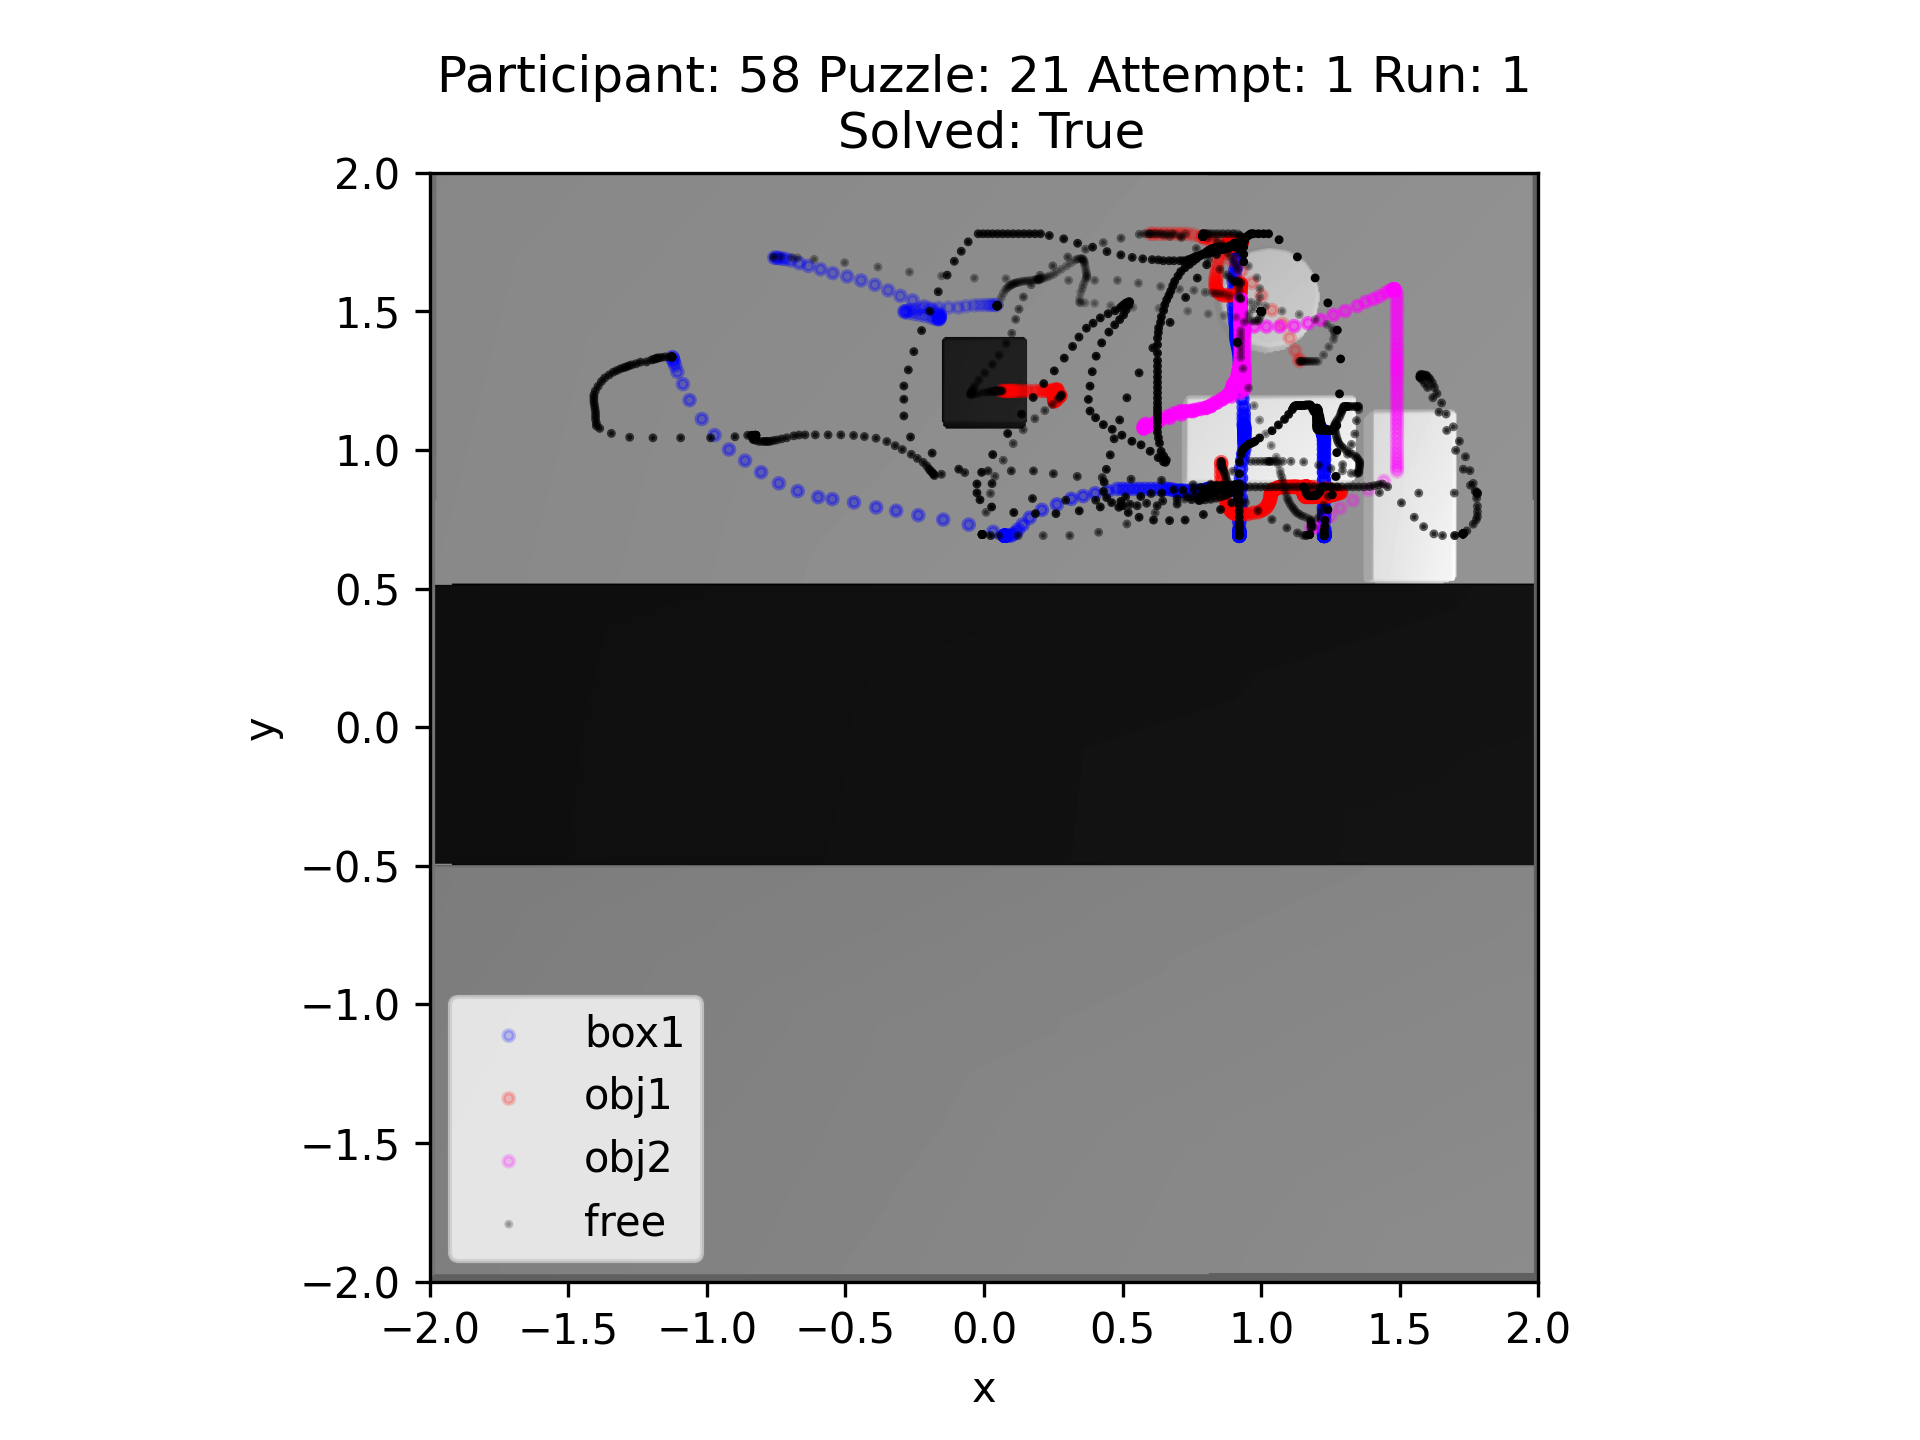 Participant: 58 Puzzle: 21 Attempt: 1 Run: 1
Solved: True
2.0
1.5
1.0
0.5
0.0
−0.5
−1.0
−1.5
−2.0
y
box1
obj1
obj2
free
−2.0 −1.5 −1.0 −0.5 0.0 0.5 1.0 1.5 2.0
x